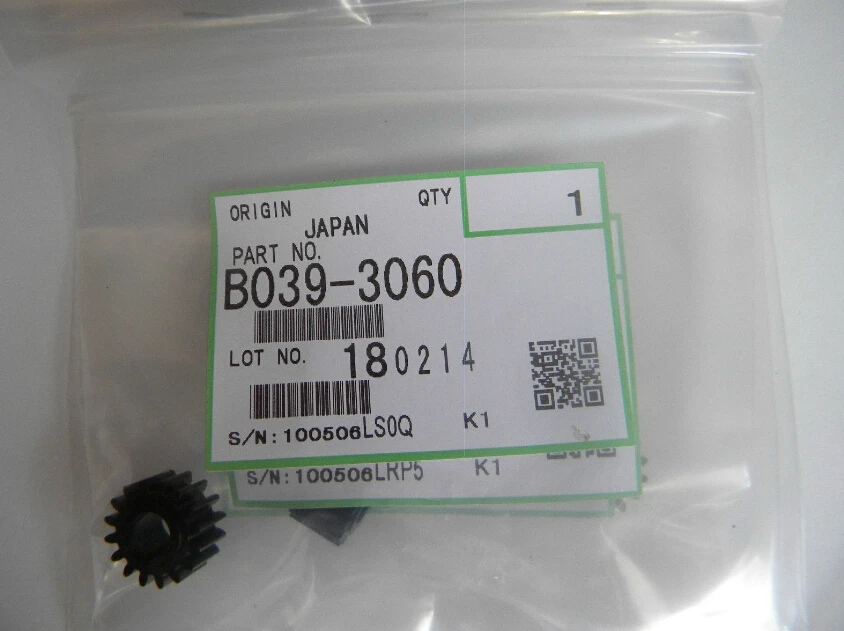 ORIGIN QTY 1
JAPAN
PART NO.
B039-3060
LOT NO. 180214
S/N: 100506LS0Q K1
S/N: 100506LRP5 K1